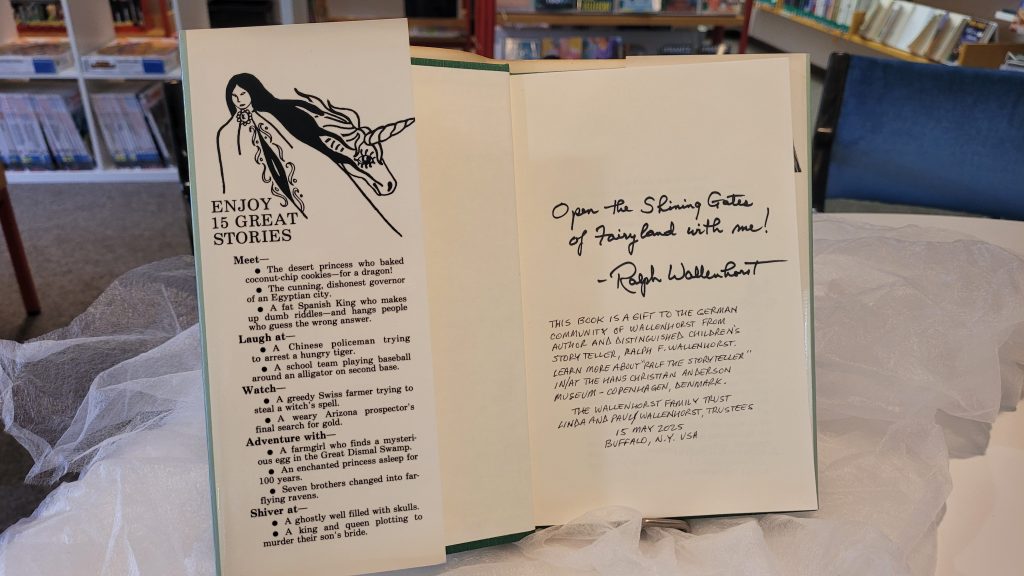 ENJOY
15 GREAT
STORIES
Meet—
● The desert princess who baked
coconut-chip cookies—for a dragon!
● The cunning, dishonest governor
of an Egyptian city.
● A fat Spanish King who makes
up dumb riddles—and hangs people
who guess the wrong answer.
Laugh at—
● A Chinese policeman trying
to arrest a hungry tiger.
● A school team playing baseball
around an alligator on second base.
Watch—
● A greedy Swiss farmer trying to
steal a witch's spell.
● A weary Arizona prospector's
final search for gold.
Adventure with—
● A farmgirl who finds a mysteri-
ous egg in the Great Dismal Swamp.
● An enchanted princess asleep for
100 years.
● Seven brothers changed into far-
flying ravens.
Shiver at—
● A ghostly well filled with skulls.
● A king and queen plotting to
murder their son's bride.
Open the Shining Gates
of Fairyland with me!
- Ralph Wallenhorst
THIS BOOK IS A GIFT TO THE GERMAN
COMMUNITY OF WALLENHORST FROM
AUTHOR AND DISTINGUISHED CHILDREN'S
STORY TELLER, RALPH F. WALLENHORST.
LEARN MORE ABOUT "RALF THE STORYTELLER"
IN/AT THE HANS CHRISTIAN ANDERSON
MUSEUM - COPENHAGEN, DENMARK.
THE WALLENHORST FAMILY TRUST
LINDA AND PAUL WALLENHORST, TRUSTEES
15 MAY 2025
BUFFALO, N.Y. USA